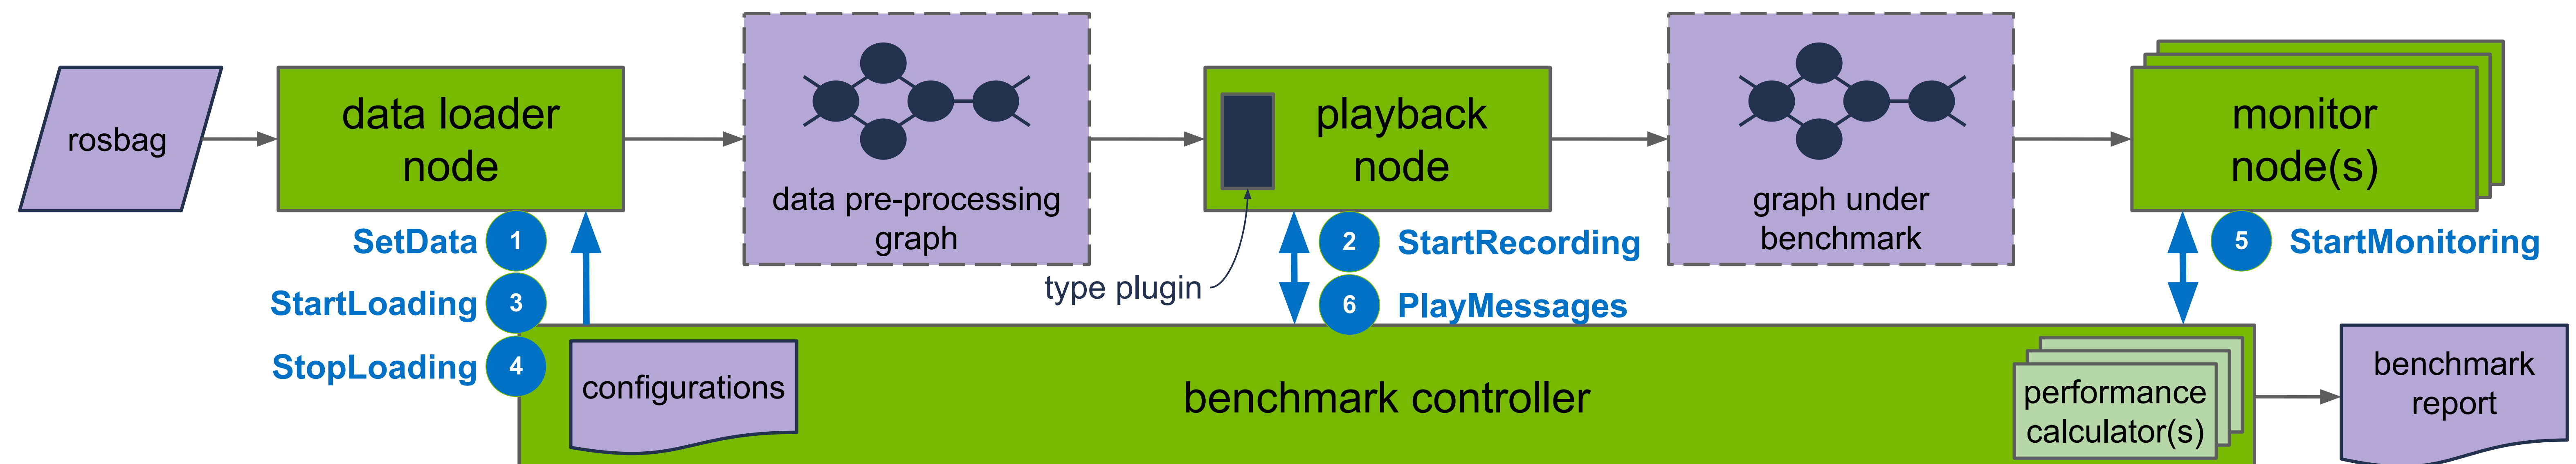 rosbag
data loader
node
data pre-processing
graph
playback
node
type plugin
graph under
benchmark
monitor
node(s)
SetData 1
StartLoading 3
StopLoading 4
2 StartRecording
6 PlayMessages
5 StartMonitoring
configurations
benchmark controller
performance
calculator(s)
benchmark
report